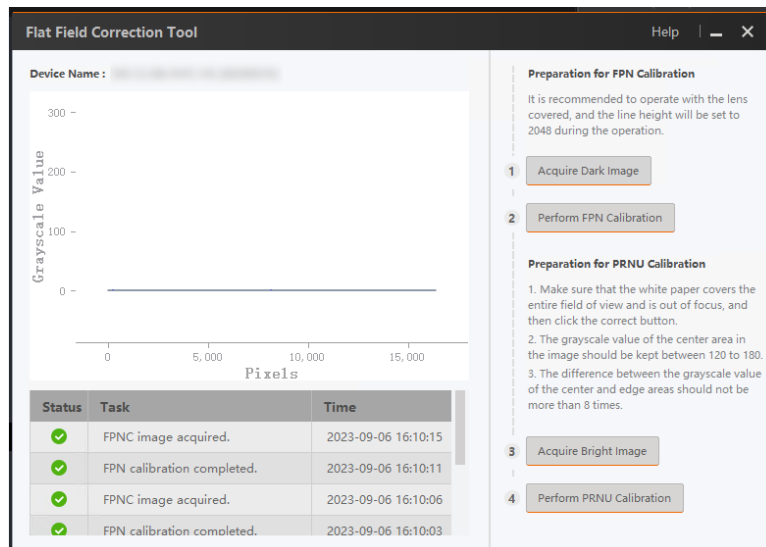 Flat Field Correction Tool
Help
Device Name :
300
200
100
0
Grayscale Value
0
5,000
10,000
15,000
Pixels
Status Task Time
FPNC image acquired. 2023-09-06 16:10:15
FPN calibration completed. 2023-09-06 16:10:11
FPNC image acquired. 2023-09-06 16:10:06
FPN calibration completed. 2023-09-06 16:10:03
Preparation for FPN Calibration
It is recommended to operate with the lens
covered, and the line height will be set to
2048 during the operation.
1 Acquire Dark Image
2 Perform FPN Calibration
Preparation for PRNU Calibration
1. Make sure that the white paper covers the
entire field of view and is out of focus, and
then click the correct button.
2. The grayscale value of the center area in
the image should be kept between 120 to 180.
3. The difference between the grayscale value
of the center and edge areas should not be
more than 8 times.
3 Acquire Bright Image
4 Perform PRNU Calibration